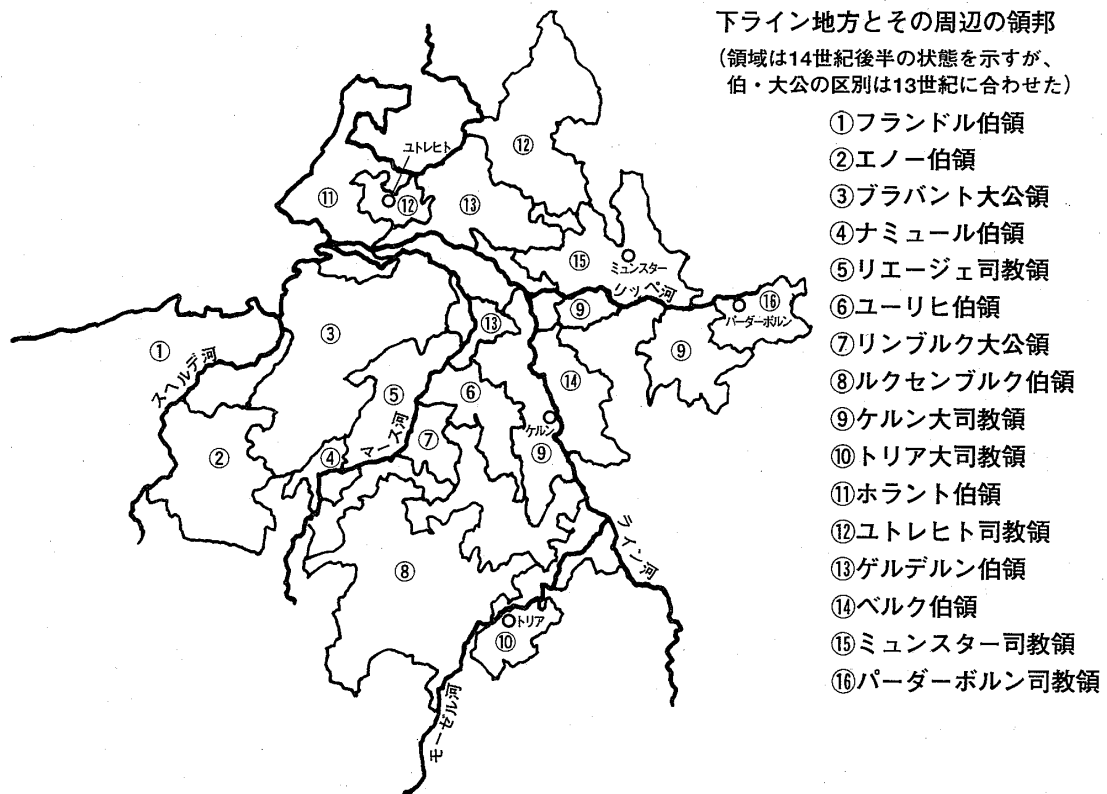 下ライン地方とその周辺の領邦
(領域は14世紀後半の状態を示すが、
伯・大公の区別は13世紀に合わせた)
①フランドル伯領
②エノー伯領
③ブラバント大公領
④ナミュール伯領
⑤リエージェ司教領
⑥ユーリヒ伯領
⑦リンブルク大公領
⑧ルクセンブルク伯領
⑨ケルン大司教領
⑩トリア大司教領
⑪ホラント伯領
⑫ユトレヒト司教領
⑬ゲルデルン伯領
⑭ベルク伯領
⑮ミュンスター司教領
⑯パーダーボルン司教領
⑫
ユトレヒト
⑪
⑫
⑬
⑮
ミュンスター
リッペ河
⑯
パーダーボルン
⑨
⑬
③
①
スヘルデ河
⑨
⑭
⑤
⑥
ケルン
マース河
⑦
⑨
②
④
ライン河
⑧
トリア
⑩
モーゼル河